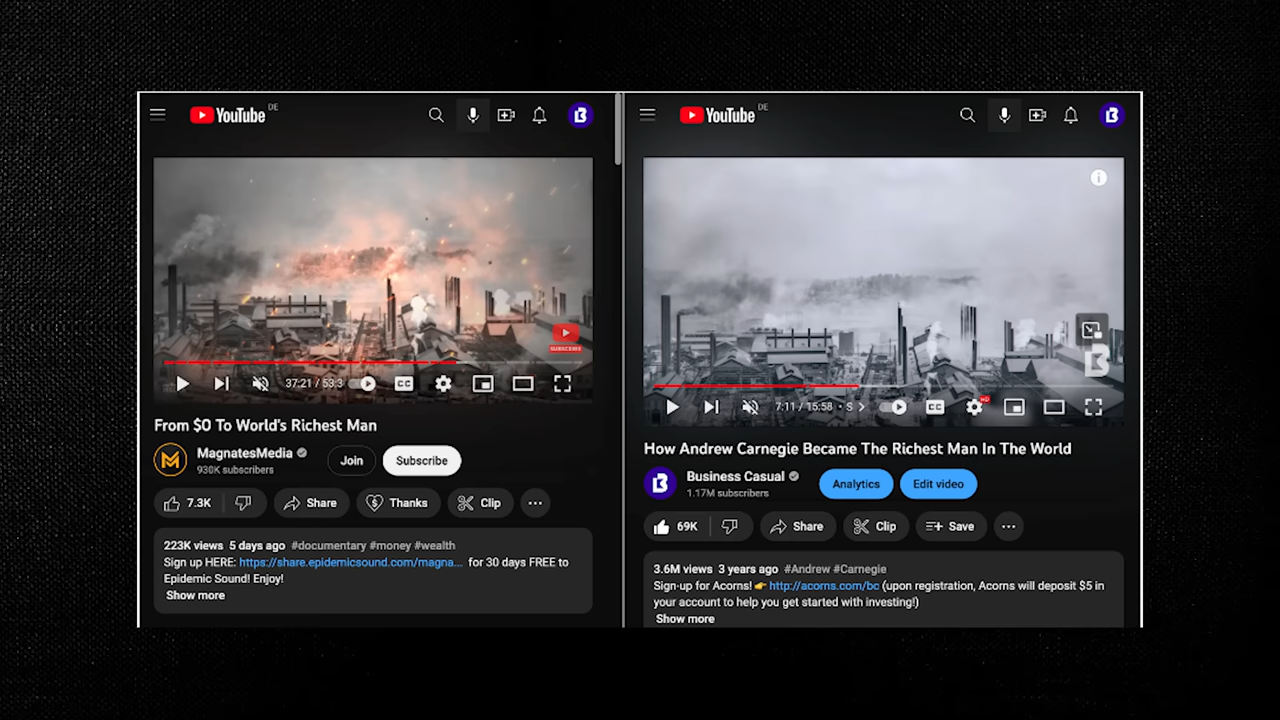 YouTube DE
SUBSCRIBE
37:21 / 53:3
CC
From $0 To World's Richest Man
MagnatesMedia
930K subscribers
Join
Subscribe
7.3K
Share
Thanks
Clip
223K views 5 days ago #documentary #money #wealth
Sign up HERE: https://share.epidemicsound.com/magna... for 30 days FREE to
Epidemic Sound! Enjoy!
Show more
YouTube DE
7:11 / 15:58 • S
CC
HD
How Andrew Carnegie Became The Richest Man In The World
Business Casual
1.17M subscribers
Analytics
Edit video
69K
Share
Clip
Save
3.6M views 3 years ago #Andrew #Carnegie
Sign-up for Acorns! 👉 http://acorns.com/bc (upon registration, Acorns will deposit $5 in
your account to help you get started with investing!)
Show more